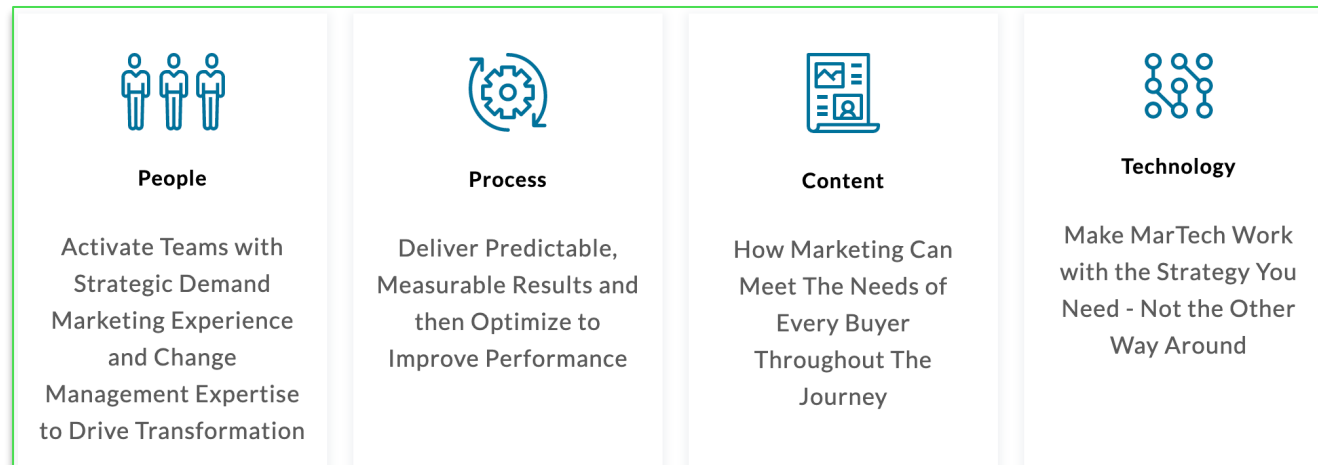 People
Activate Teams with
Strategic Demand
Marketing Experience
and Change
Management Expertise
to Drive Transformation
Process
Deliver Predictable,
Measurable Results and
then Optimize to
Improve Performance
Content
How Marketing Can
Meet The Needs of
Every Buyer
Throughout The
Journey
Technology
Make MarTech Work
with the Strategy You
Need - Not the Other
Way Around